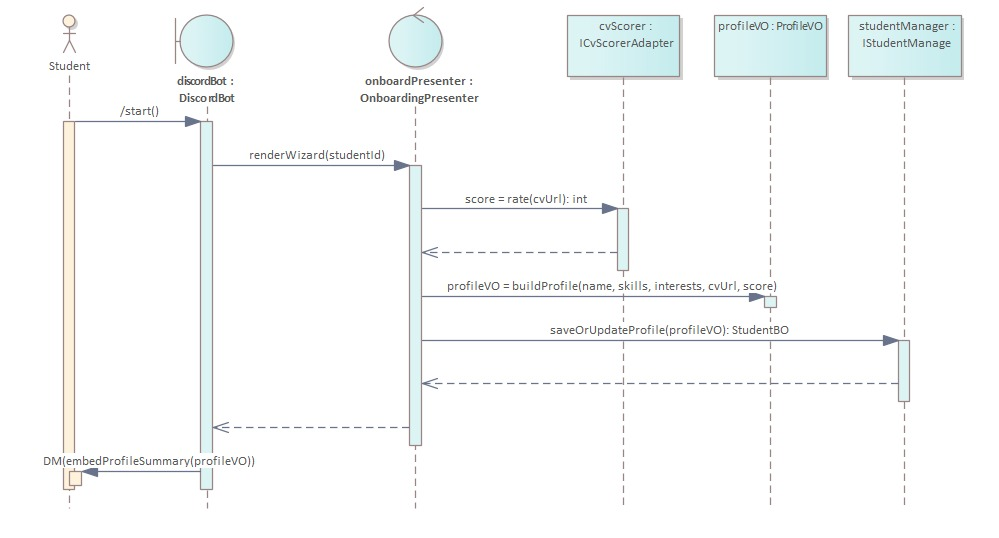 Student
discordBot :
DiscordBot
onboardPresenter :
OnboardingPresenter
cvScorer :
ICvScorerAdapter
profileVO : ProfileVO
studentManager :
IStudentManage
/start()
renderWizard(studentId)
score = rate(cvUrl): int
profileVO = buildProfile(name, skills, interests, cvUrl, score)
saveOrUpdateProfile(profileVO): StudentBO
DM(embedProfileSummary(profileVO))